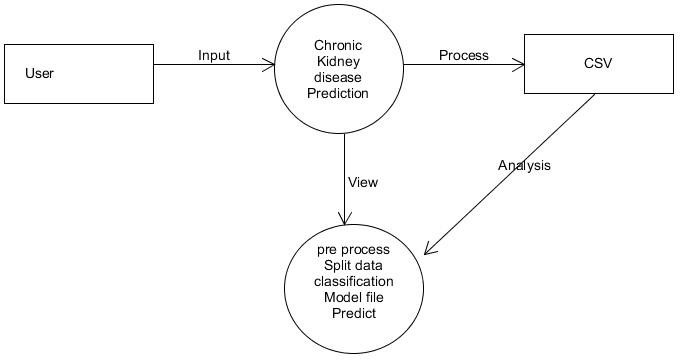 User
Input
Chronic
Kidney
disease
Prediction
Process
CSV
View
Analysis
pre process
Split data
classification
Model file
Predict